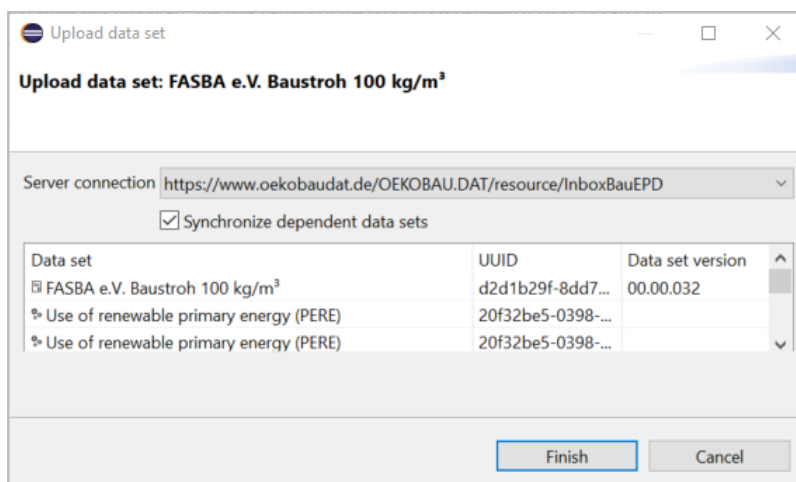 Upload data set
Upload data set: FASBA e.V. Baustroh 100 kg/m³
Server connection https://www.oekobaudat.de/OEKOBAU.DAT/resource/InboxBauEPD
Synchronize dependent data sets
Data set UUID Data set version
FASBA e.V. Baustroh 100 kg/m³ d2d1b29f-8dd7... 00.00.032
Use of renewable primary energy (PERE) 20f32be5-0398-...
Use of renewable primary energy (PERE) 20f32be5-0398-...
Finish Cancel